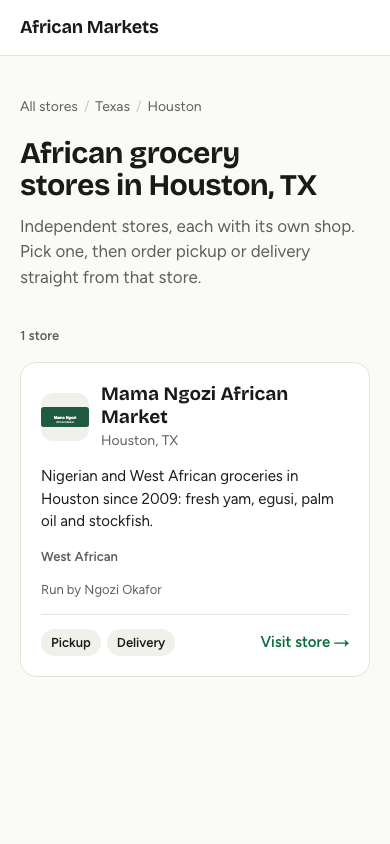 African Markets
All stores / Texas / Houston
African grocery
stores in Houston, TX
Independent stores, each with its own shop.
Pick one, then order pickup or delivery
straight from that store.
1 store
Mama Ngozi
Mama Ngozi African
Market
Houston, TX
Nigerian and West African groceries in
Houston since 2009: fresh yam, egusi, palm
oil and stockfish.
West African
Run by Ngozi Okafor
Pickup Delivery Visit store →